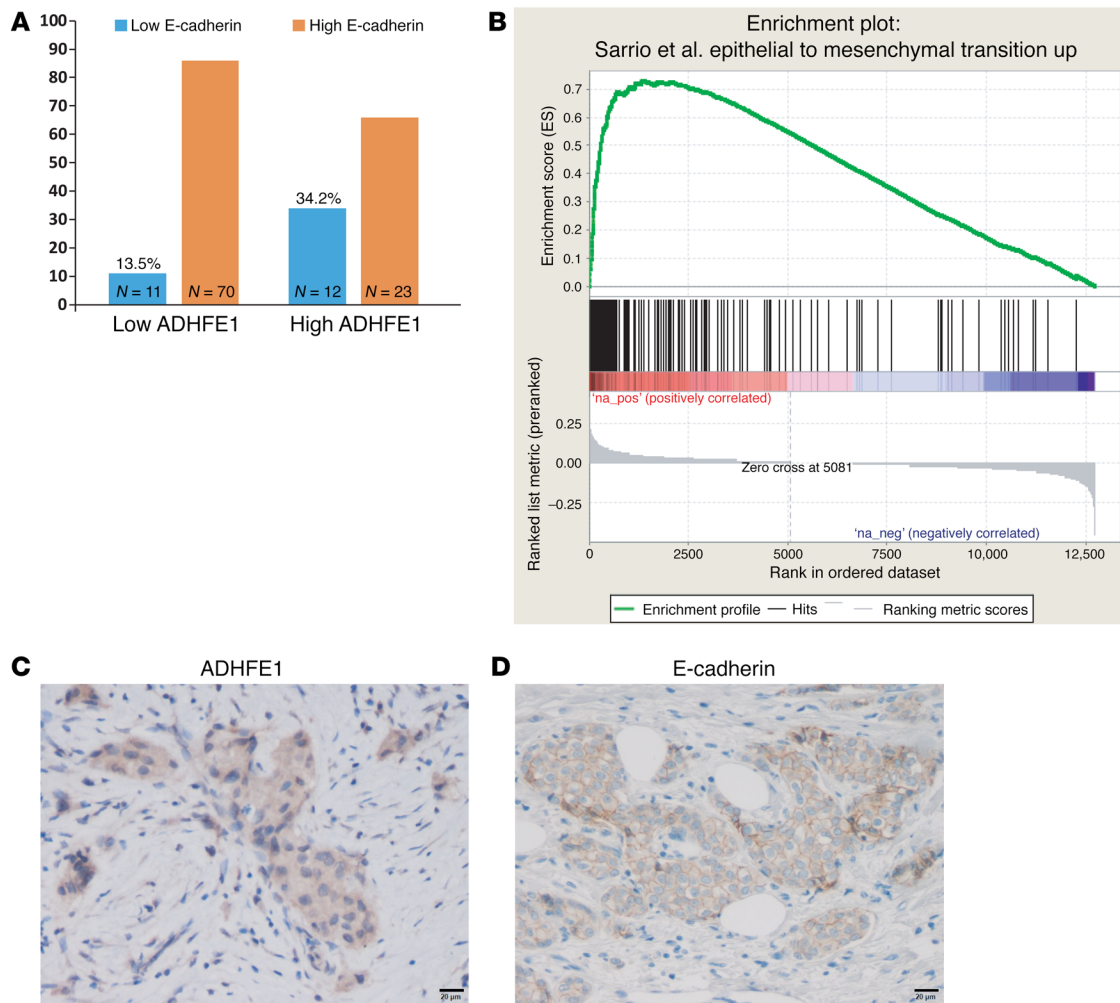 A
Low E-cadherin
High E-cadherin
100
90
80
70
60
50
40
30
20
10
0
13.5%
34.2%
N = 11
N = 70
N = 12
N = 23
Low ADHFE1
High ADHFE1
B
Enrichment plot:
Sarrio et al. epithelial to mesenchymal transition up
Enrichment score (ES)
0.7
0.6
0.5
0.4
0.3
0.2
0.1
0.0
Ranked list metric (preranked)
'na_pos' (positively correlated)
0.25
0.00
−0.25
Zero cross at 5081
'na_neg' (negatively correlated)
0
2500
5000
7500
10,000
12,500
Rank in ordered dataset
Enrichment profile
Hits
Ranking metric scores
C
ADHFE1
20 µm
D
E-cadherin
20 µm